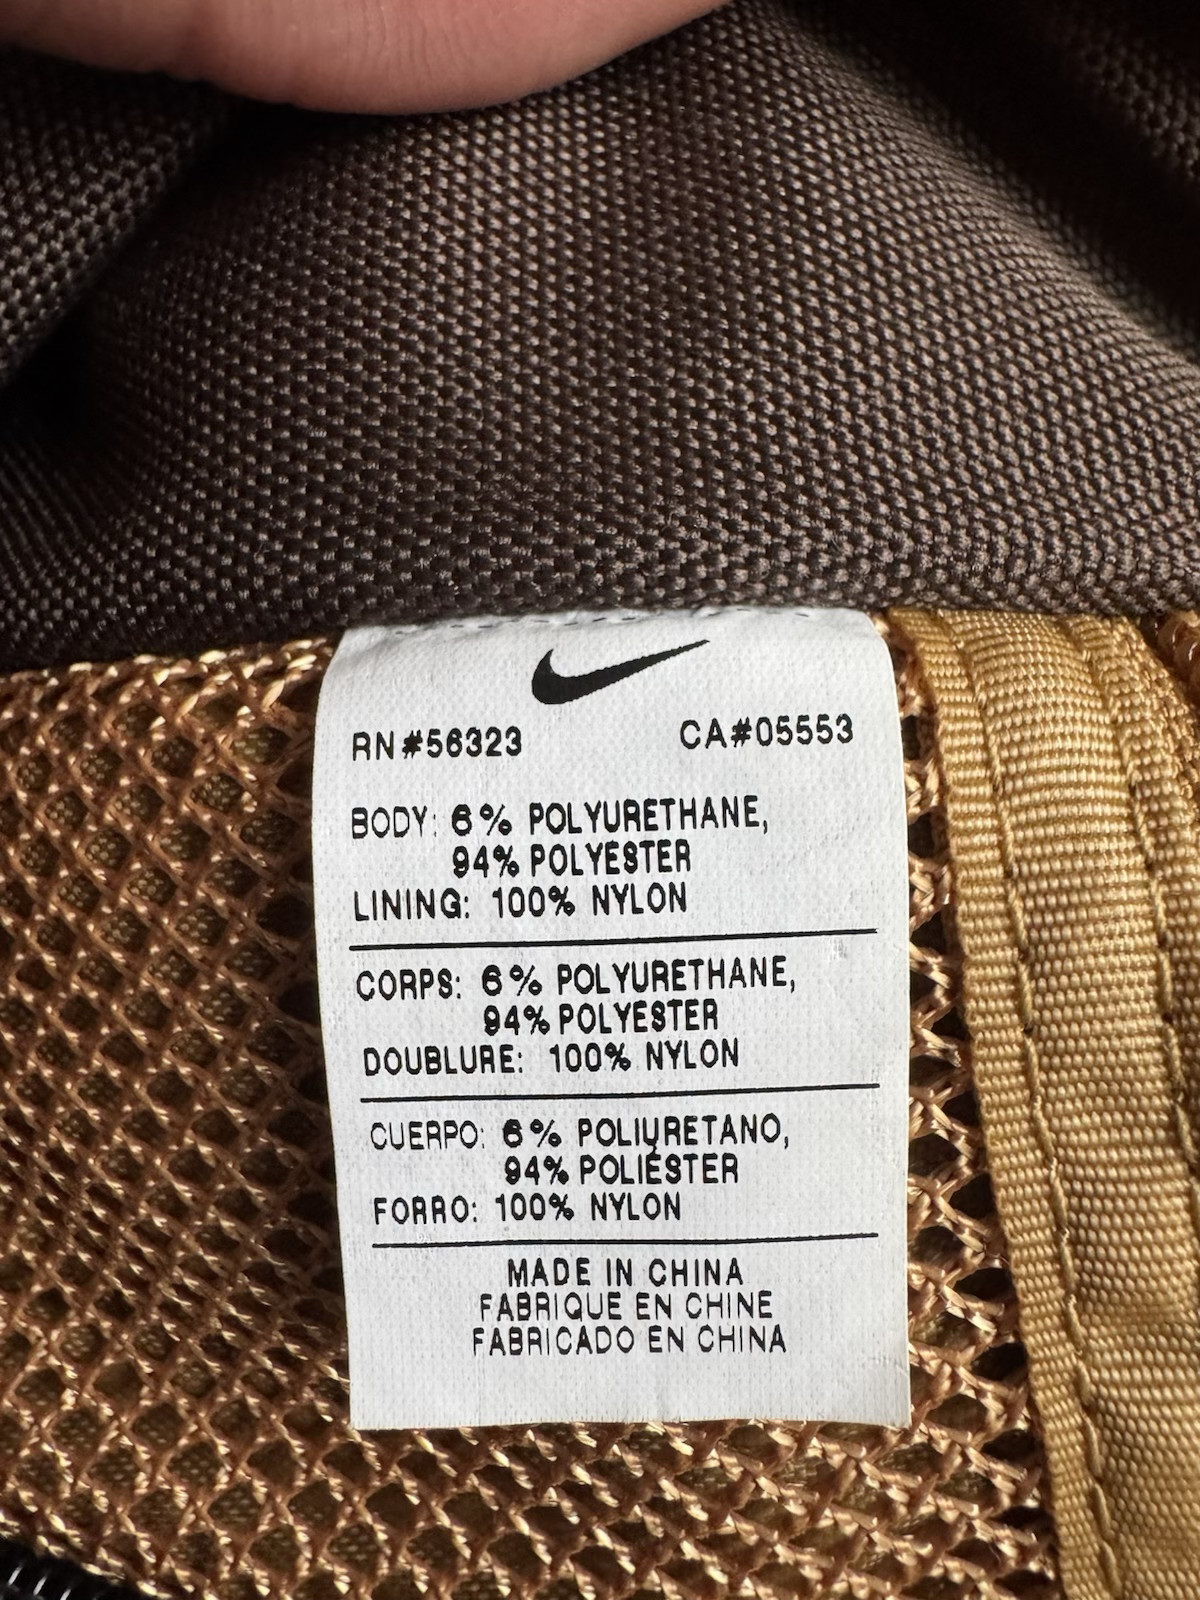 RN#56323 CA#05553
BODY: 6% POLYURETHANE,
94% POLYESTER
LINING: 100% NYLON
CORPS: 6% POLYURETHANE,
94% POLYESTER
DOUBLURE: 100% NYLON
CUERPO: 6% POLIURETANO,
94% POLIÉSTER
FORRO: 100% NYLON
MADE IN CHINA
FABRIQUE EN CHINE
FABRICADO EN CHINA